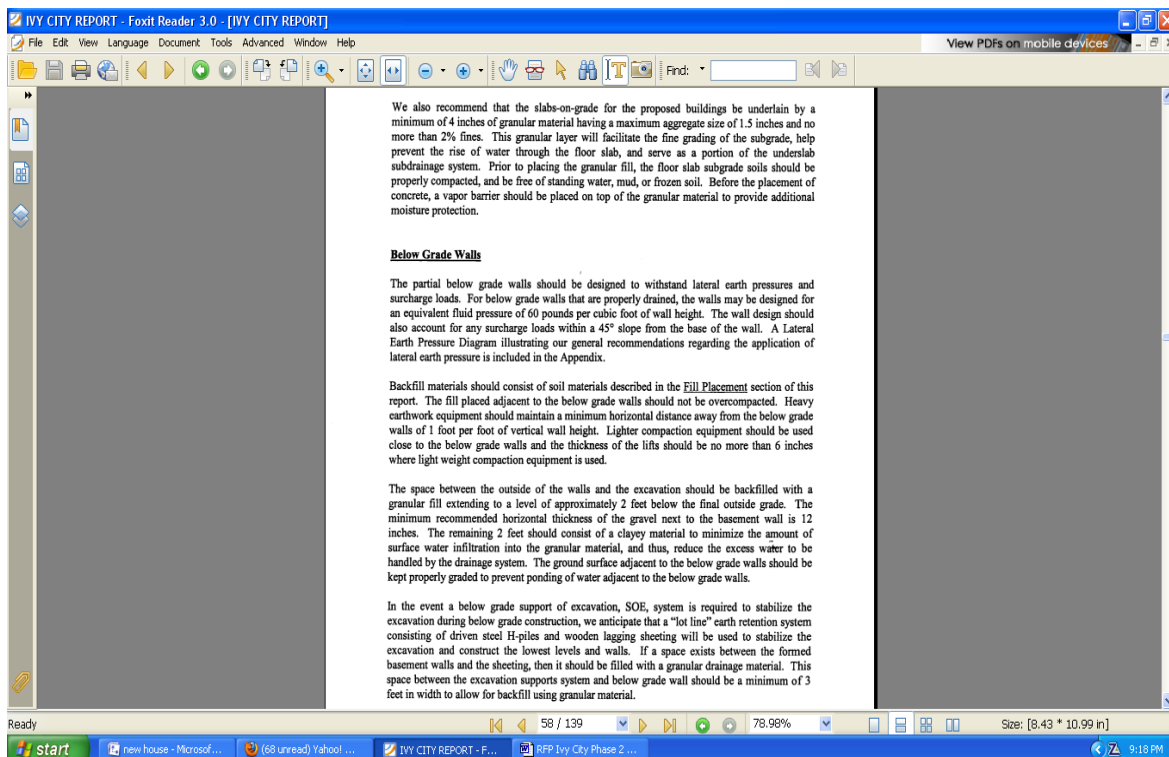 IVY CITY REPORT - Foxit Reader 3.0 - [IVY CITY REPORT]
File Edit View Language Document Tools Advanced Window Help
View PDFs on mobile devices
Find:
We also recommend that the slabs-on-grade for the proposed buildings be underlain by a
minimum of 4 inches of granular material having a maximum aggregate size of 1.5 inches and no
more than 2% fines. This granular layer will facilitate the fine grading of the subgrade, help
prevent the rise of water through the floor slab, and serve as a portion of the underslab
subdrainage system. Prior to placing the granular fill, the floor slab subgrade soils should be
properly compacted, and be free of standing water, mud, or frozen soil. Before the placement of
concrete, a vapor barrier should be placed on top of the granular material to provide additional
moisture protection.
Below Grade Walls
The partial below grade walls should be designed to withstand lateral earth pressures and
surcharge loads. For below grade walls that are properly drained, the walls may be designed for
an equivalent fluid pressure of 60 pounds per cubic foot of wall height. The wall design should
also account for any surcharge loads within a 45° slope from the base of the wall. A Lateral
Earth Pressure Diagram illustrating our general recommendations regarding the application of
lateral earth pressure is included in the Appendix.
Backfill materials should consist of soil materials described in the Fill Placement section of this
report. The fill placed adjacent to the below grade walls should not be overcompacted. Heavy
earthwork equipment should maintain a minimum horizontal distance away from the below grade
walls of 1 foot per foot of vertical wall height. Lighter compaction equipment should be used
close to the below grade walls and the thickness of the lifts should be no more than 6 inches
where light weight compaction equipment is used.
The space between the outside of the walls and the excavation should be backfilled with a
granular fill extending to a level of approximately 2 feet below the final outside grade. The
minimum recommended horizontal thickness of the gravel next to the basement wall is 12
inches. The remaining 2 feet should consist of a clayey material to minimize the amount of
surface water infiltration into the granular material, and thus, reduce the excess water to be
handled by the drainage system. The ground surface adjacent to the below grade walls should be
kept properly graded to prevent ponding of water adjacent to the below grade walls.
In the event a below grade support of excavation, SOE, system is required to stabilize the
excavation during below grade construction, we anticipate that a “lot line” earth retention system
consisting of driven steel H-piles and wooden lagging sheeting will be used to stabilize the
excavation and construct the lowest levels and walls. If a space exists between the formed
basement walls and the sheeting, then it should be filled with a granular drainage material. This
space between the excavation supports system and below grade wall should be a minimum of 3
feet in width to allow for backfill using granular material.
Ready 58 / 139 78.98% Size: [8.43 * 10.99 in]
start new house - Microsof... (68 unread) Yahoo! ... IVY CITY REPORT - F... RFP Ivy City Phase 2 ... 9:18 PM